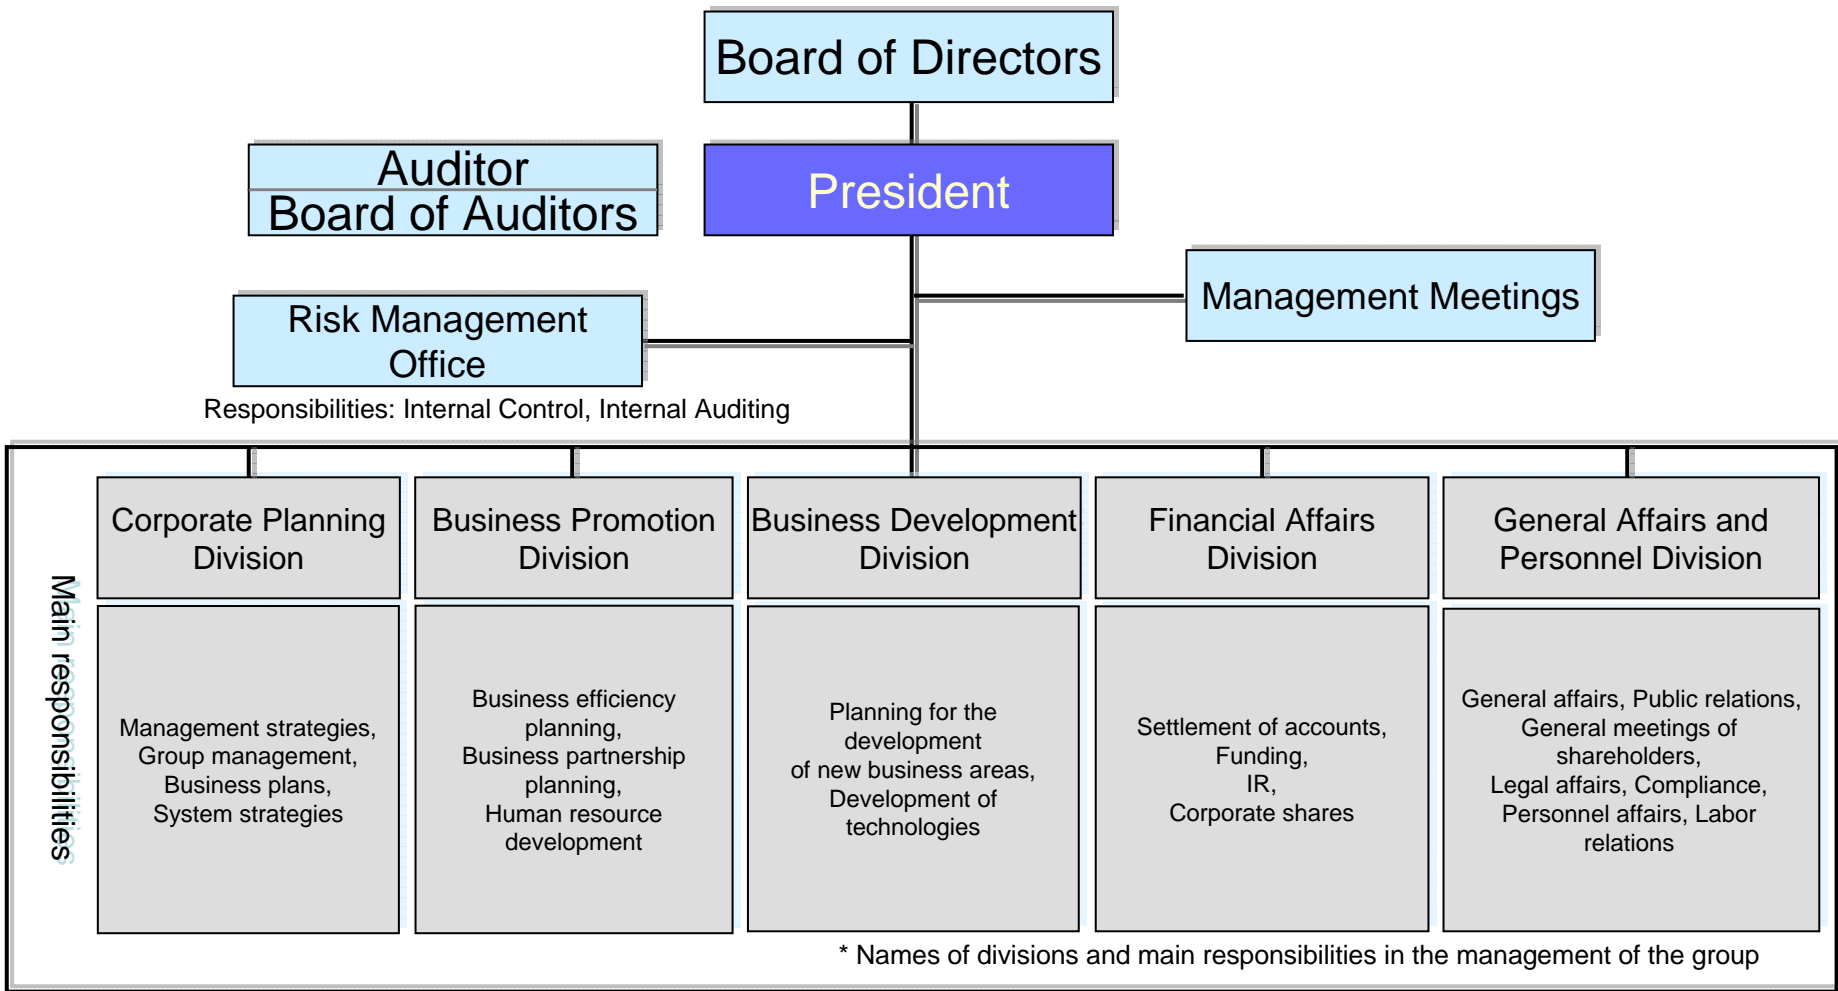 Board of Directors
Auditor
Board of Auditors
President
Management Meetings
Risk Management
Office
Responsibilities: Internal Control, Internal Auditing
Main responsibilities
Corporate Planning
Division
Business Promotion
Division
Business Development
Division
Financial Affairs
Division
General Affairs and
Personnel Division
Management strategies,
Group management,
Business plans,
System strategies
Business efficiency
planning,
Business partnership
planning,
Human resource
development
Planning for the
development
of new business areas,
Development of
technologies
Settlement of accounts,
Funding,
IR,
Corporate shares
General affairs, Public relations,
General meetings of
shareholders,
Legal affairs, Compliance,
Personnel affairs, Labor
relations
* Names of divisions and main responsibilities in the management of the group